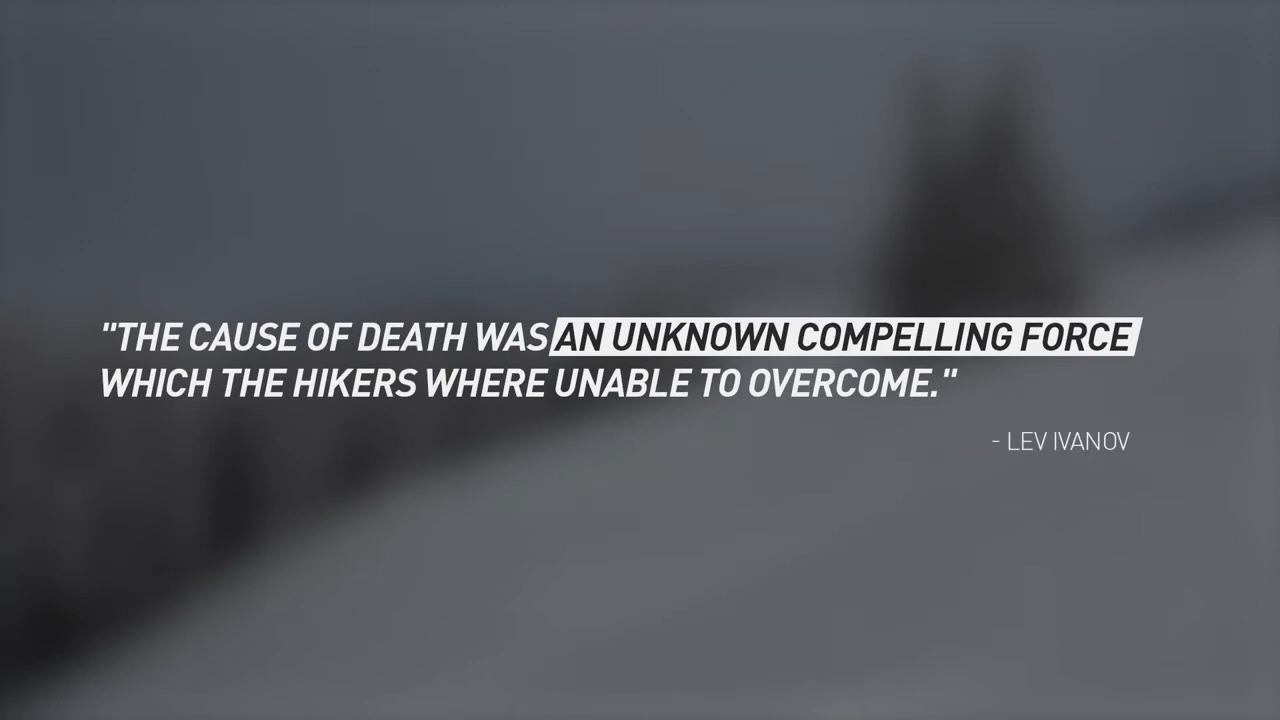 "THE CAUSE OF DEATH WAS AN UNKNOWN COMPELLING FORCE
WHICH THE HIKERS WHERE UNABLE TO OVERCOME."
- LEV IVANOV